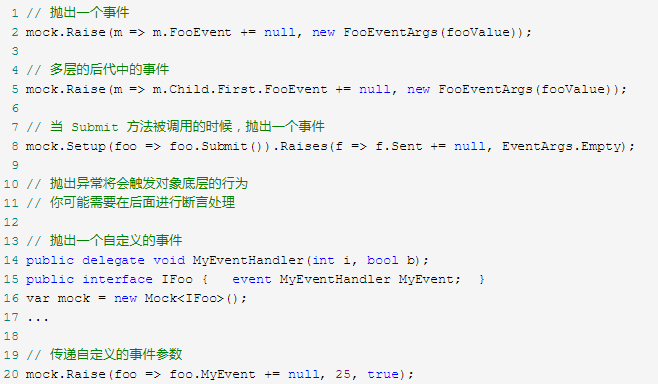 1 // 抛出一个事件
2 mock.Raise(m => m.FooEvent += null, new FooEventArgs(fooValue));
3
4 // 多层的后代中的事件
5 mock.Raise(m => m.Child.First.FooEvent += null, new FooEventArgs(fooValue));
6
7 // 当 Submit 方法被调用的时候，抛出一个事件
8 mock.Setup(foo => foo.Submit()).Raises(f => f.Sent += null, EventArgs.Empty);
9
10 // 抛出异常将会触发对象底层的行为
11 // 你可能需要在后面进行断言处理
12
13 // 抛出一个自定义的事件
14 public delegate void MyEventHandler(int i, bool b);
15 public interface IFoo {   event MyEventHandler MyEvent;  }
16 var mock = new Mock<IFoo>();
17 ...
18
19 // 传递自定义的事件参数
20 mock.Raise(foo => foo.MyEvent += null, 25, true);